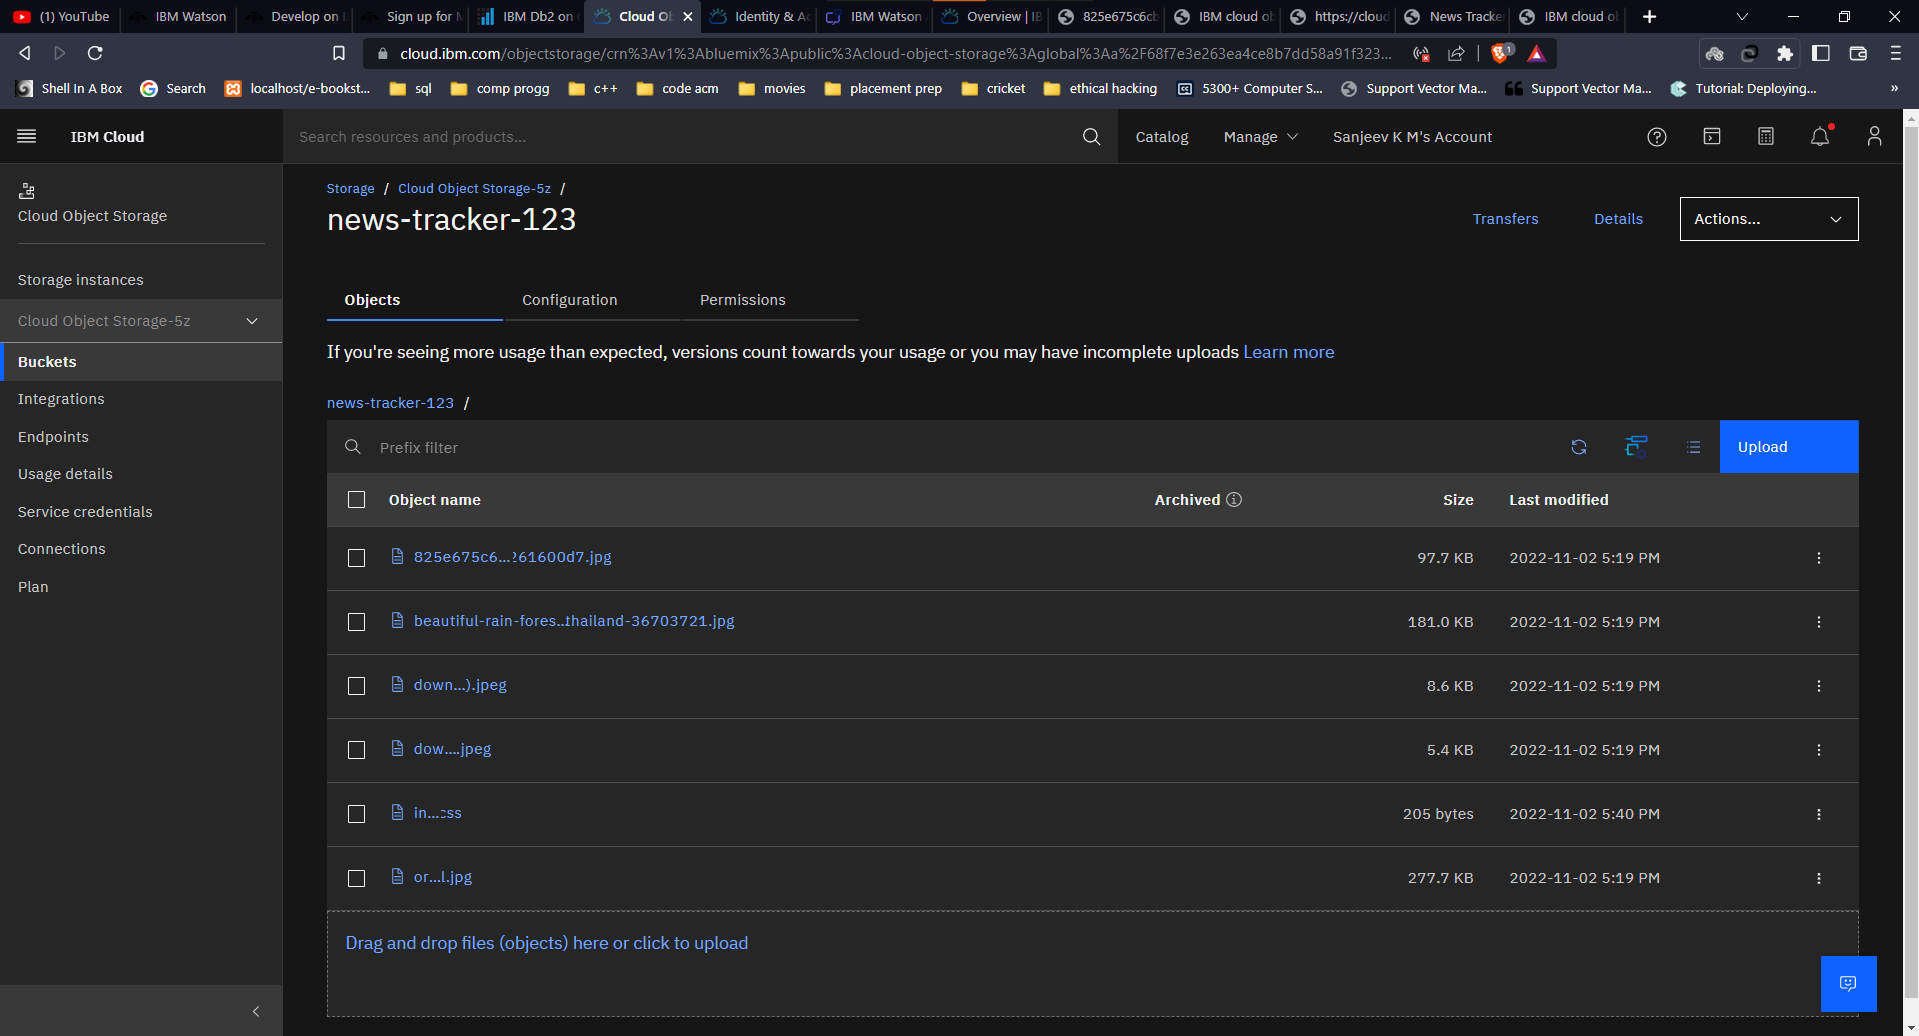 (1) YouTube IBM Watson Develop on I Sign up for IBM Db2 on Cloud O Identity & Ac IBM Watson Overview | IB 825e675c6cb IBM cloud ob https://cloud News Tracker IBM cloud ob
cloud.ibm.com/objectstorage/crn%3Av1%3Abluemix%3Apublic%3Acloud-object-storage%3Aglobal%3Aa%2F68f7e3e263ea4ce8b7dd58a91f323... 1
Shell In A Box Search localhost/e-bookst... sql comp progg c++ code acm movies placement prep cricket ethical hacking 5300+ Computer S... Support Vector Ma... Support Vector Ma... Tutorial: Deploying... »
IBM Cloud Search resources and products... Catalog Manage Sanjeev K M's Account
Cloud Object Storage
Storage instances
Cloud Object Storage-5z
Buckets
Integrations
Endpoints
Usage details
Service credentials
Connections
Plan
Storage / Cloud Object Storage-5z /
news-tracker-123 Transfers Details Actions...
Objects Configuration Permissions
If you're seeing more usage than expected, versions count towards your usage or you may have incomplete uploads Learn more
news-tracker-123 /
Prefix filter Upload
Object name Archived Size Last modified
825e675c6...261600d7.jpg 97.7 KB 2022-11-02 5:19 PM
beautiful-rain-fores...thailand-36703721.jpg 181.0 KB 2022-11-02 5:19 PM
down...).jpeg 8.6 KB 2022-11-02 5:19 PM
dow....jpeg 5.4 KB 2022-11-02 5:19 PM
in...css 205 bytes 2022-11-02 5:40 PM
or...l.jpg 277.7 KB 2022-11-02 5:19 PM
Drag and drop files (objects) here or click to upload